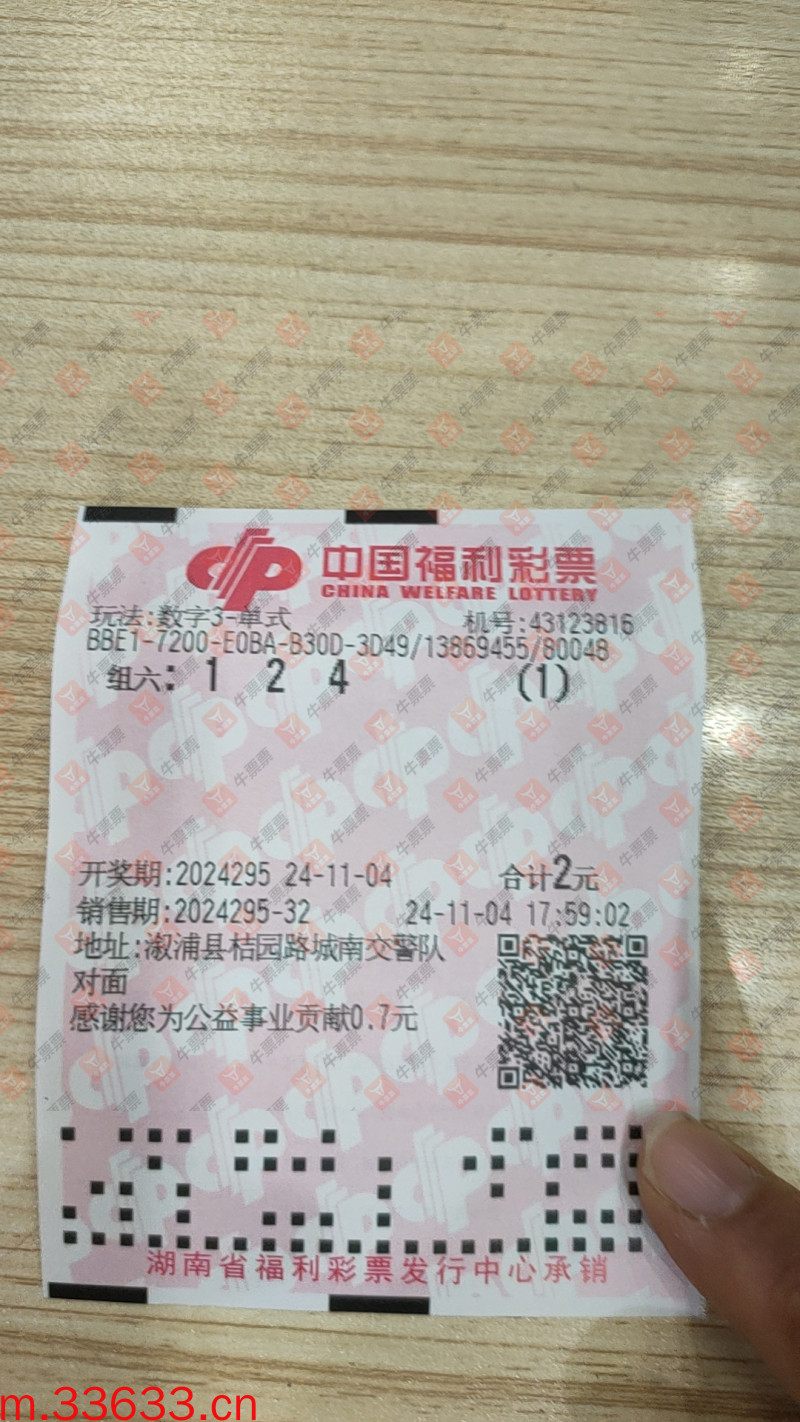 中国福利彩票
CHINA WELFARE LOTTERY
玩法:数字3-单式 机号:43123816
BBE1-7200-E0BA-B30D-3D49/13869455/80048
组六: 1 2 4 (1)
开奖期:2024295 24-11-04 合计2元
销售期:2024295-32 24-11-04 17:59:02
地址:溆浦县桔园路城南交警队
对面
感谢您为公益事业贡献0.7元
湖南省福利彩票发行中心承销
牛票票
m.33633.cn